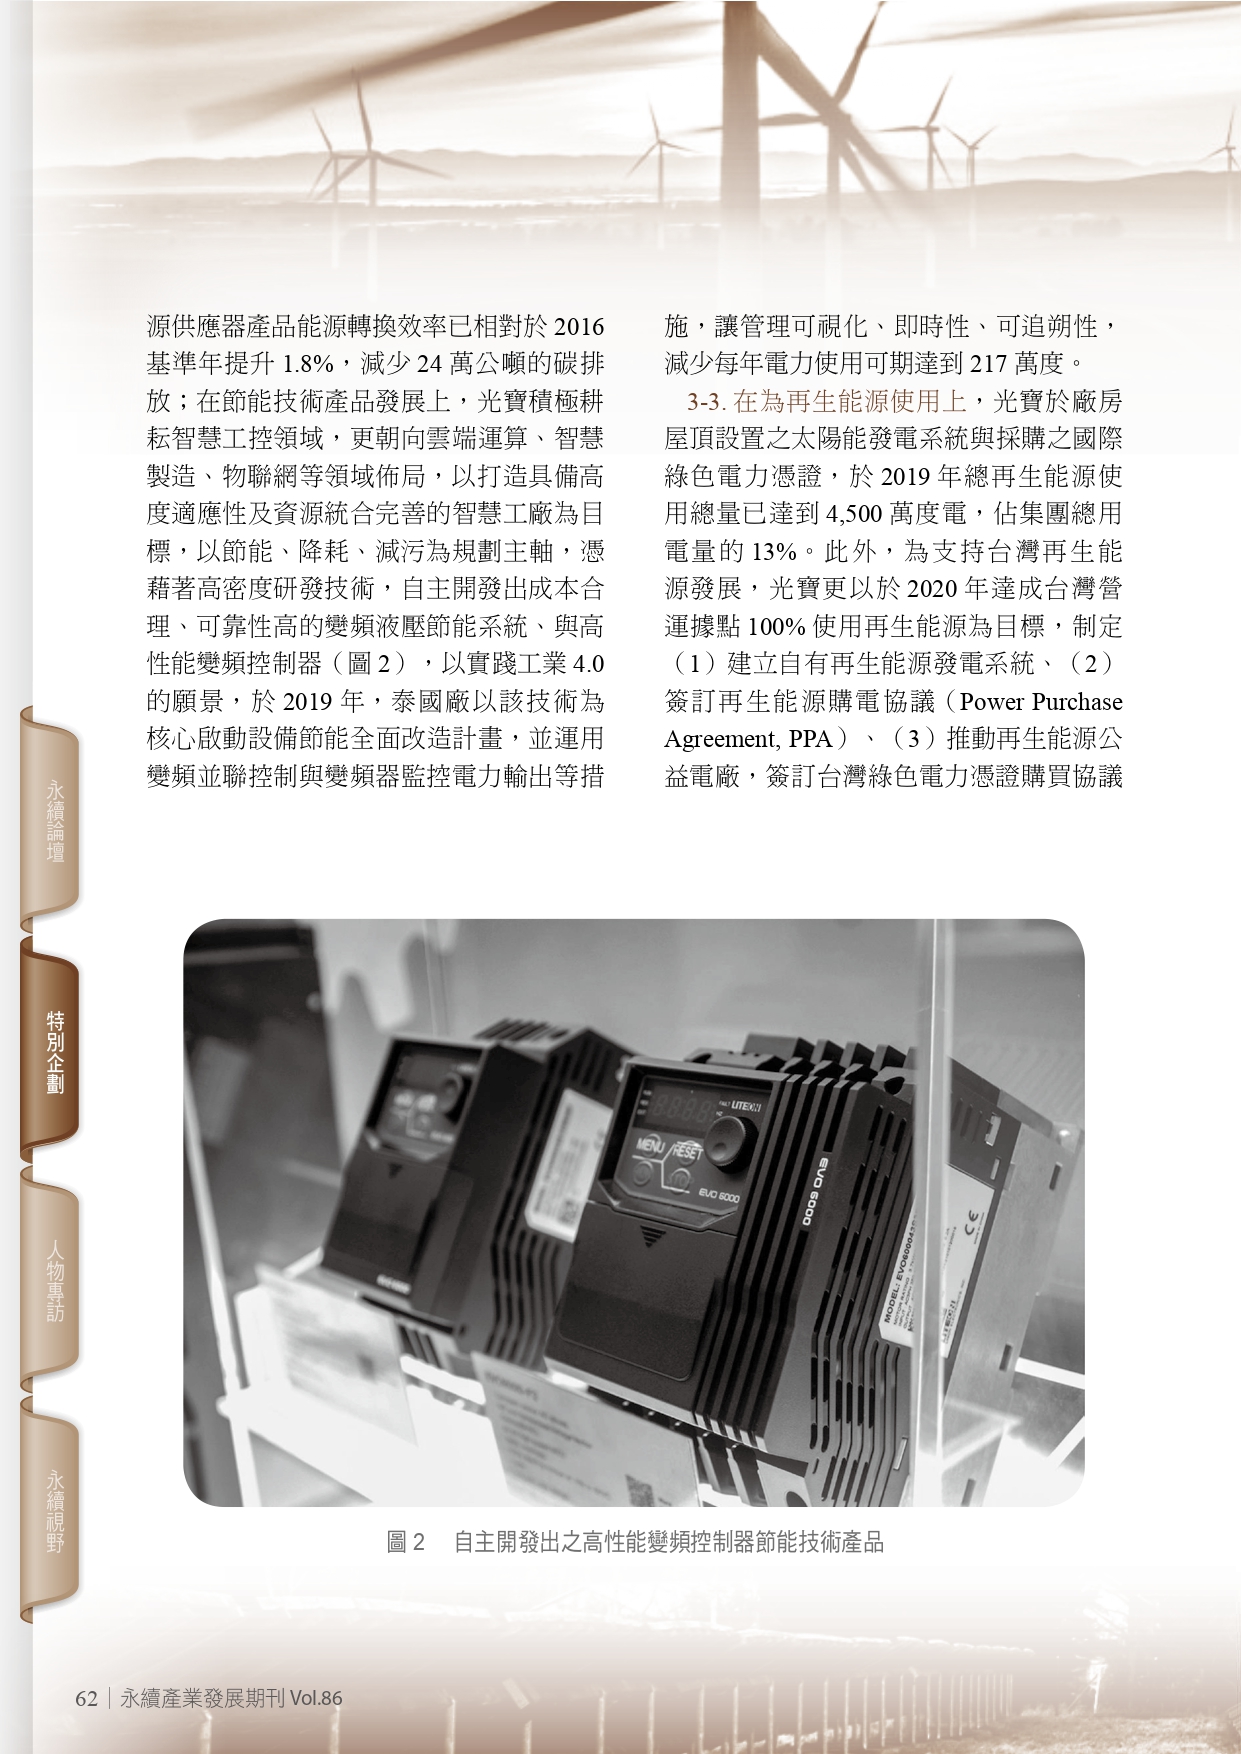 源供應器產品能源轉換效率已相對於 2016
基準年提升 1.8%，減少 24 萬公噸的碳排
放；在節能技術產品發展上，光寶積極耕
耘智慧工控領域，更朝向雲端運算、智慧
製造、物聯網等領域佈局，以打造具備高
度適應性及資源統合完善的智慧工廠為目
標，以節能、降耗、減污為規劃主軸，憑
藉著高密度研發技術，自主開發出成本合
理、可靠性高的變頻液壓節能系統、與高
性能變頻控制器（圖 2），以實踐工業 4.0
的願景，於 2019 年，泰國廠以該技術為
核心啟動設備節能全面改造計畫，並運用
變頻並聯控制與變頻器監控電力輸出等措
施，讓管理可視化、即時性、可追朔性，
減少每年電力使用可期達到 217 萬度。
3-3. 在為再生能源使用上，光寶於廠房
屋頂設置之太陽能發電系統與採購之國際
綠色電力憑證，於 2019 年總再生能源使
用總量已達到 4,500 萬度電，佔集團總用
電量的 13%。此外，為支持台灣再生能
源發展，光寶更以於 2020 年達成台灣營
運據點 100% 使用再生能源為目標，制定
（1）建立自有再生能源發電系統、（2）
簽訂再生能源購電協議（Power Purchase
Agreement, PPA）、（3）推動再生能源公
益電廠，簽訂台灣綠色電力憑證購買協議
永續論壇
特別企劃
人物專訪
永續視野
LITEON
MENU
RESET
EVO 6000
EVO 6000
CE
圖 2 自主開發出之高性能變頻控制器節能技術產品
62 永續產業發展期刊 Vol.86